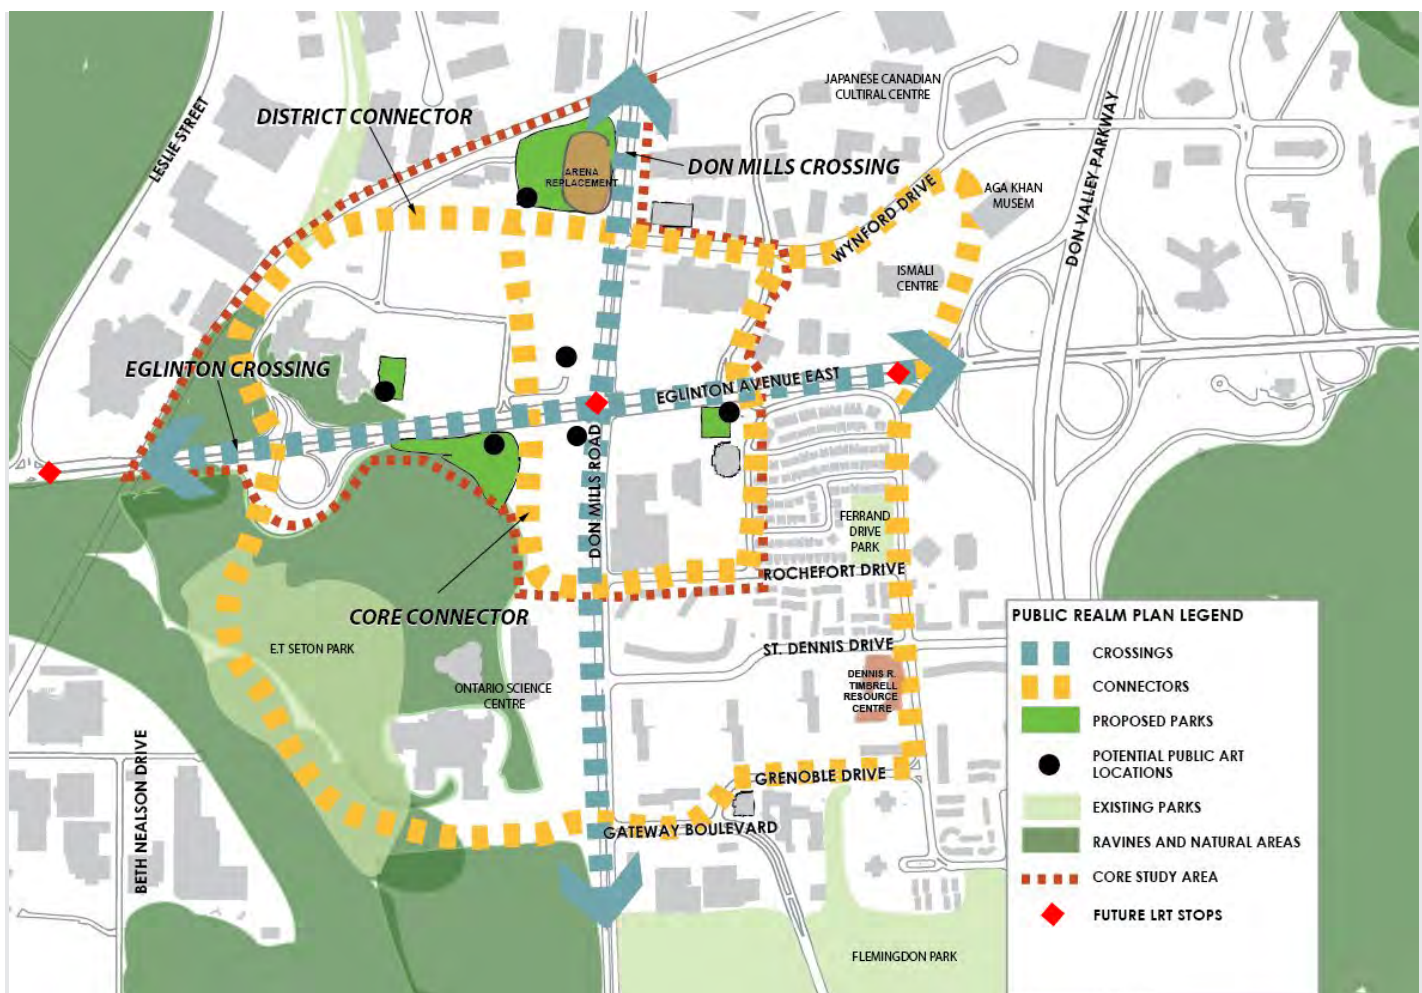 JAPANESE CANADIAN
CULTIRAL CENTRE
LESLIE STREET
DISTRICT CONNECTOR
DON MILLS CROSSING
DON VALLEY PARKWAY
ARENA
REPLACEMENT
AGA KHAN
MUSEM
WYNFORD DRIVE
ISMALI
CENTRE
EGLINTON CROSSING
EGLINTON AVENUE EAST
DON MILLS ROAD
FERRAND
DRIVE
PARK
ROCHEFORT DRIVE
CORE CONNECTOR
E.T SETON PARK
ST. DENNIS DRIVE
ONTARIO SCIENCE
CENTRE
DENNIS R.
TIMBRELL
RESOURCE
CENTRE
BETH NEALSON DRIVE
GRENOBLE DRIVE
GATEWAY BOULEVARD
FLEMINGDON PARK
PUBLIC REALM PLAN LEGEND
CROSSINGS
CONNECTORS
PROPOSED PARKS
POTENTIAL PUBLIC ART
LOCATIONS
EXISTING PARKS
RAVINES AND NATURAL AREAS
CORE STUDY AREA
FUTURE LRT STOPS